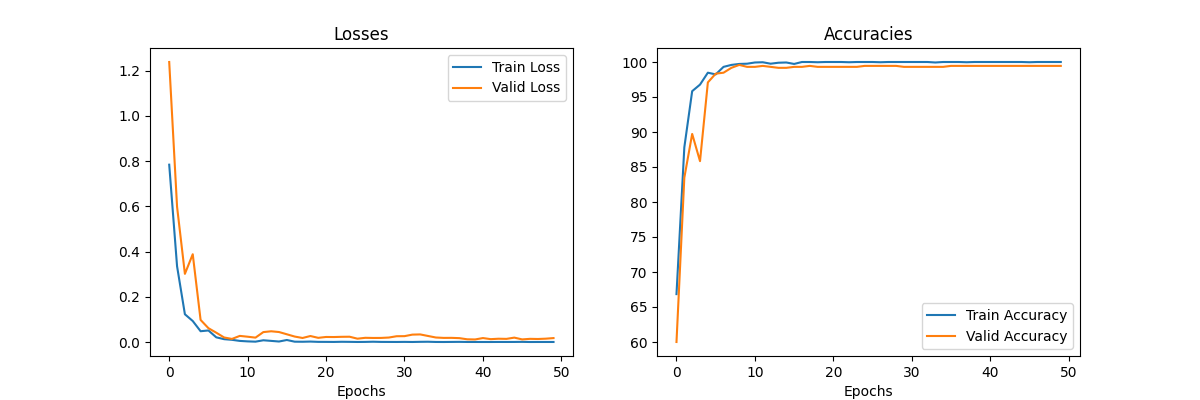 Losses
1.2
1.0
0.8
0.6
0.4
0.2
0.0
0 10 20 30 40 50
Epochs
Train Loss
Valid Loss
Accuracies
100
95
90
85
80
75
70
65
60
0 10 20 30 40 50
Epochs
Train Accuracy
Valid Accuracy